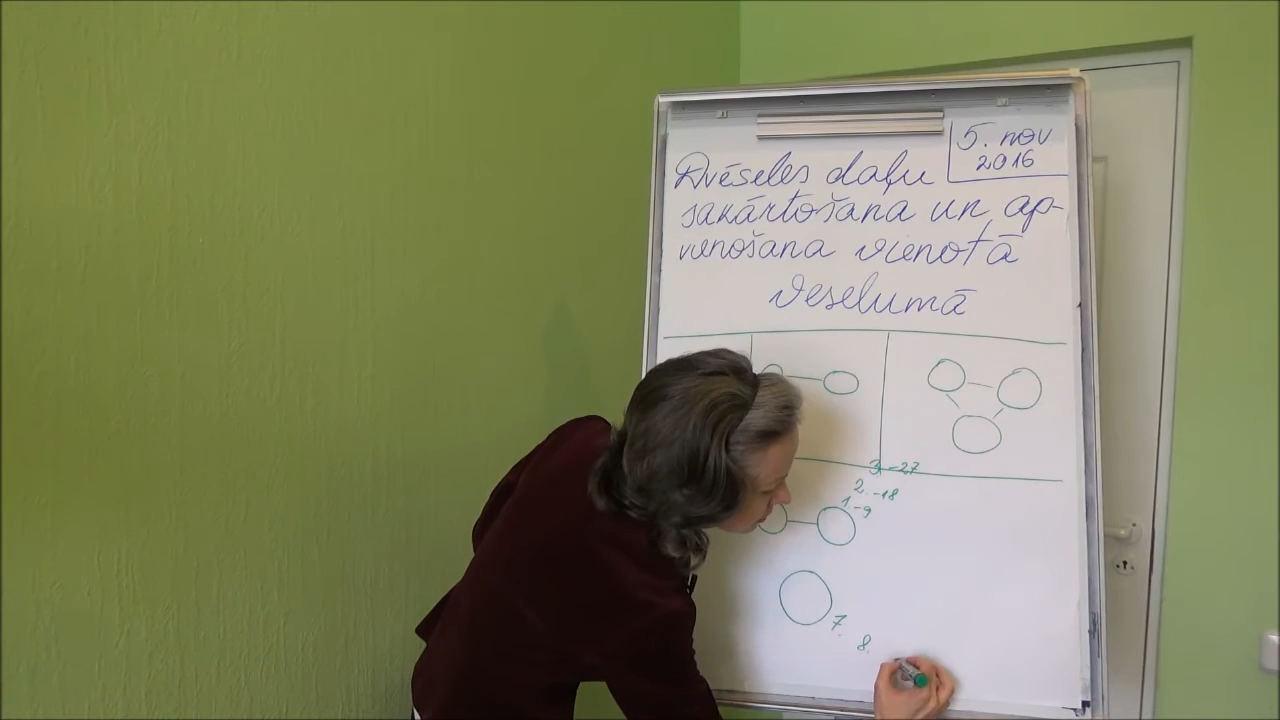 5. nov
2016
Dvēseles daļu
sakārtošana un ap-
vienošana vienotā
veselumā
3. -27
2. -18
1. -9
7.
8.